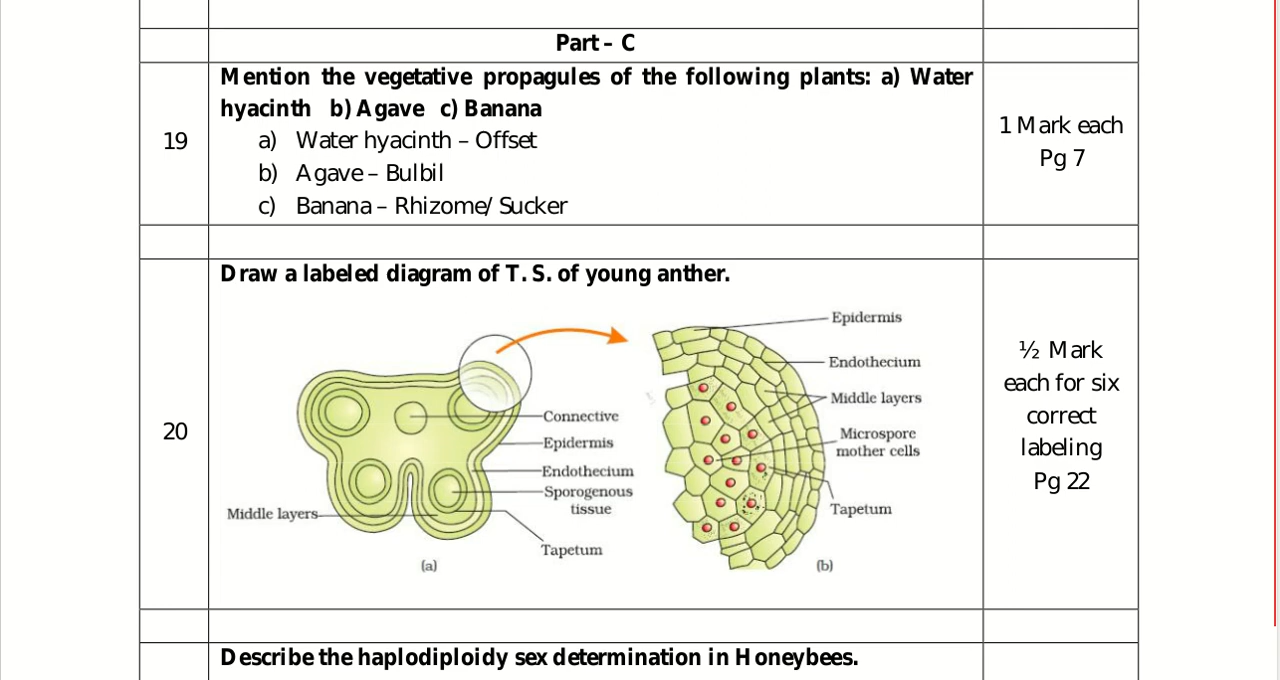 Part – C
Mention the vegetative propagules of the following plants: a) Water
hyacinth b) Agave c) Banana
19
a) Water hyacinth – Offset
b) Agave – Bulbil
c) Banana – Rhizome/ Sucker
1 Mark each
Pg 7
Draw a labeled diagram of T. S. of young anther.
20
Connective
Epidermis
Endothecium
Sporogenous
tissue
Middle layers
Tapetum
(a)
Epidermis
Endothecium
Middle layers
Microspore
mother cells
Tapetum
(b)
½ Mark
each for six
correct
labeling
Pg 22
Describe the haplodiploidy sex determination in Honeybees.